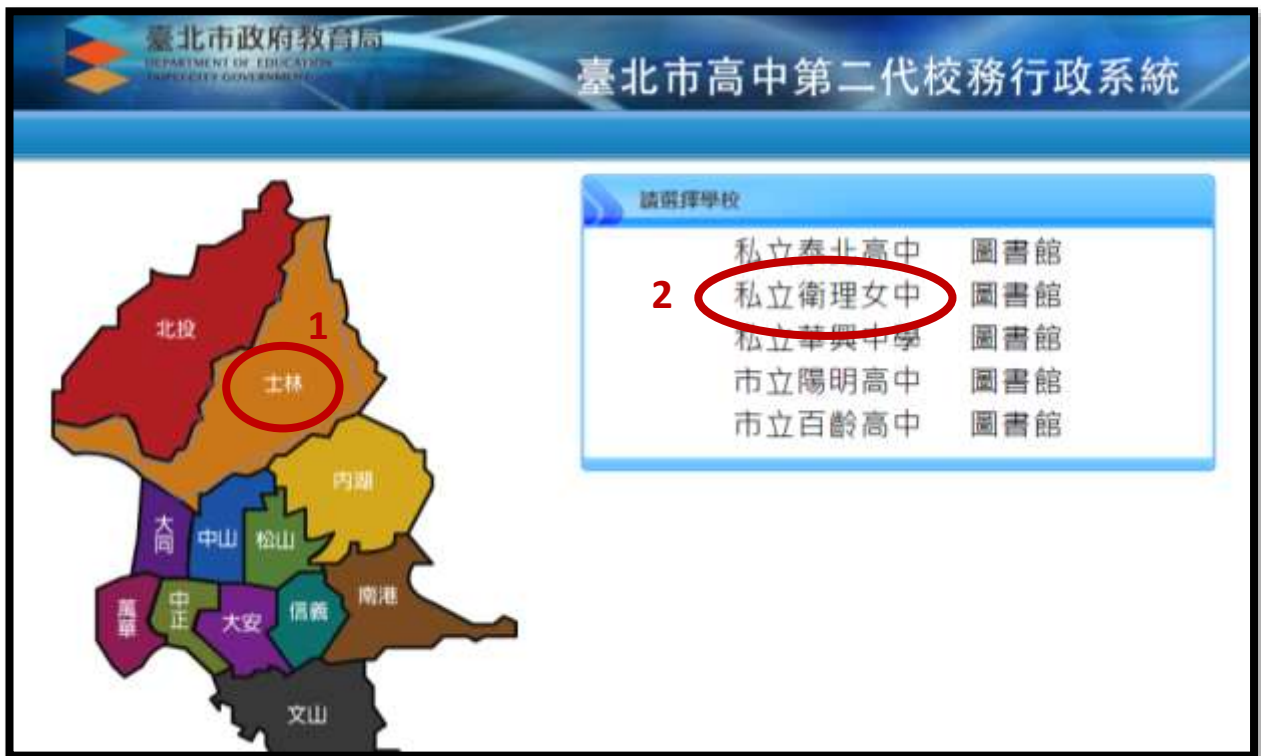 臺北市政府教育局
DEPARTMENT OF EDUCATION
TAIPEI CITY GOVERNMENT
臺北市高中第二代校務行政系統
請選擇學校
私立泰北高中 圖書館
2 私立衛理女中 圖書館
私立華興中學 圖書館
市立陽明高中 圖書館
市立百齡高中 圖書館
1
北投
士林
內湖
大同
中山
松山
萬華
中正
大安
信義
南港
文山